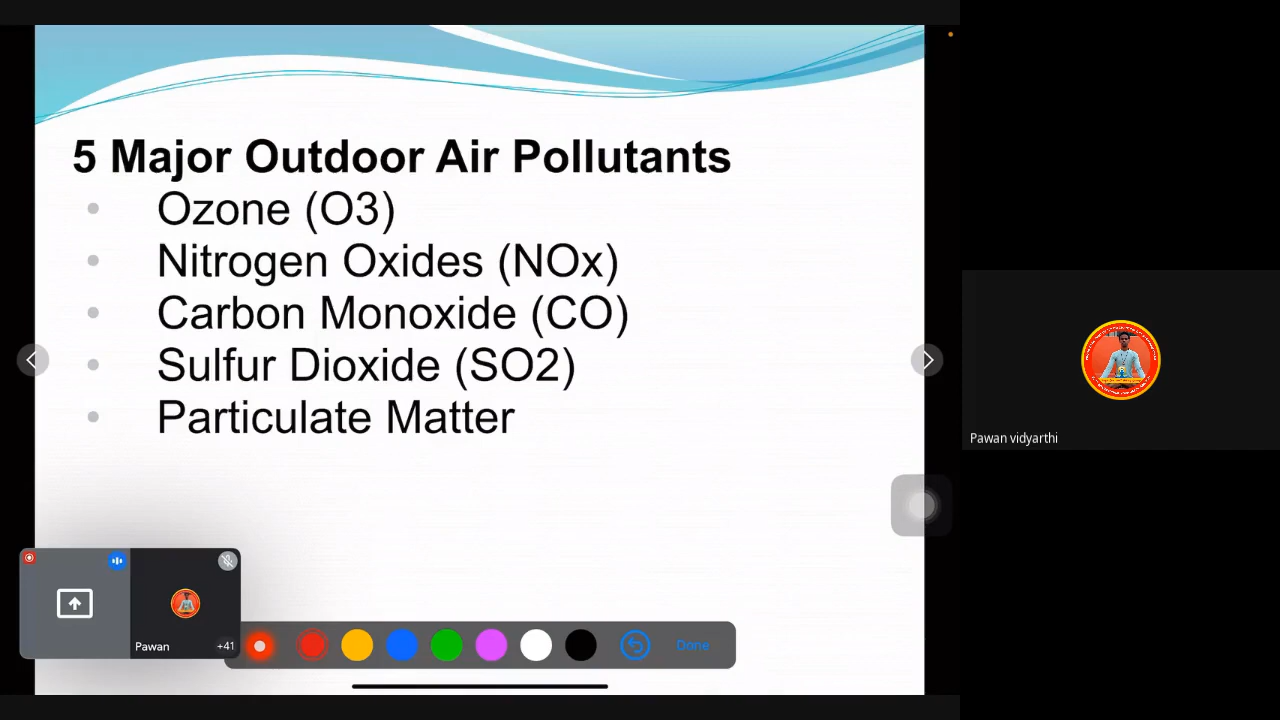 5 Major Outdoor Air Pollutants
• Ozone (O3)
• Nitrogen Oxides (NOx)
• Carbon Monoxide (CO)
• Sulfur Dioxide (SO2)
• Particulate Matter
Pawan vidyarthi
Pawan +41
Done